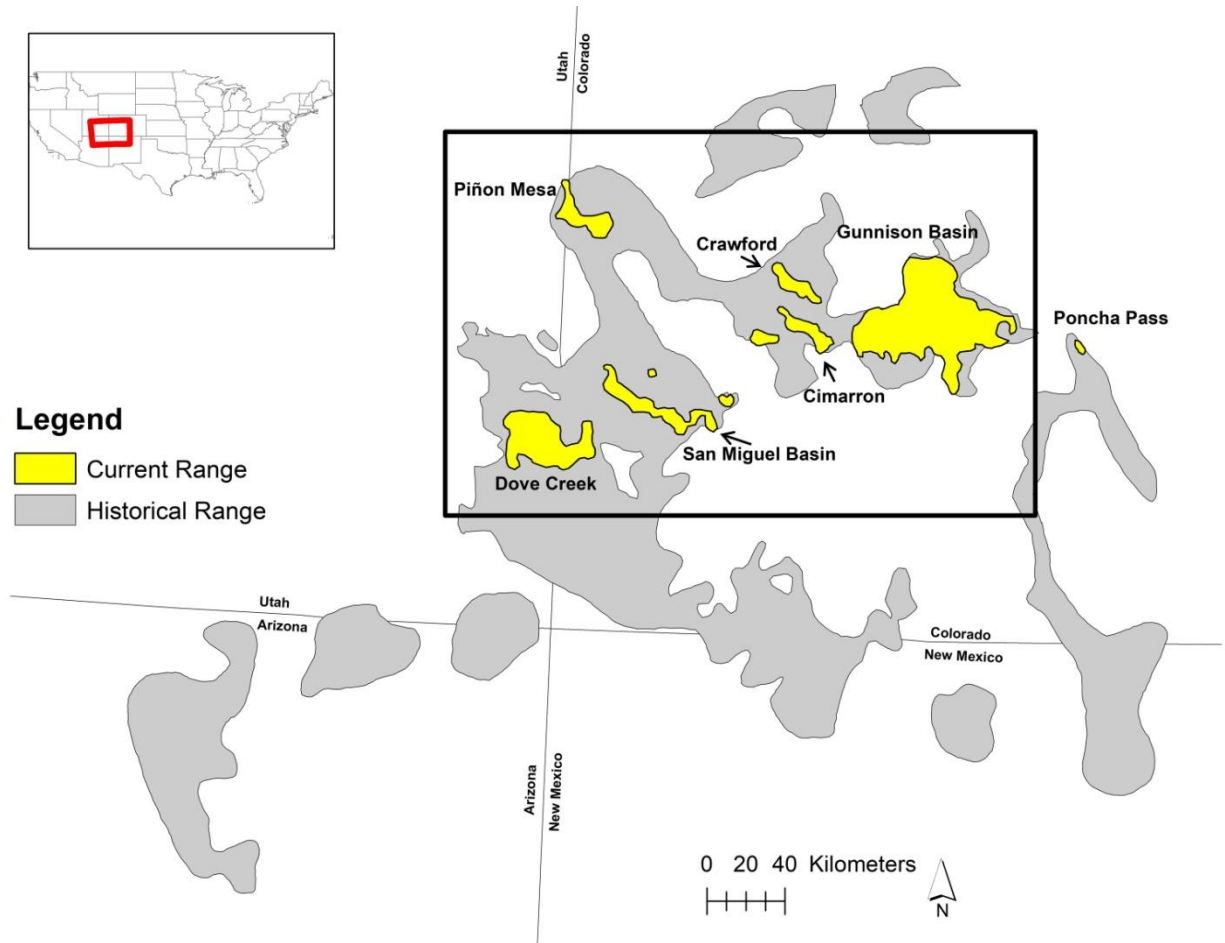 Utah
Colorado
Piñon Mesa
Crawford
Gunnison Basin
Poncha Pass
Cimarron
San Miguel Basin
Dove Creek
Legend
Current Range
Historical Range
Utah
Arizona
Colorado
New Mexico
Arizona
New Mexico
0 20 40 Kilometers
N